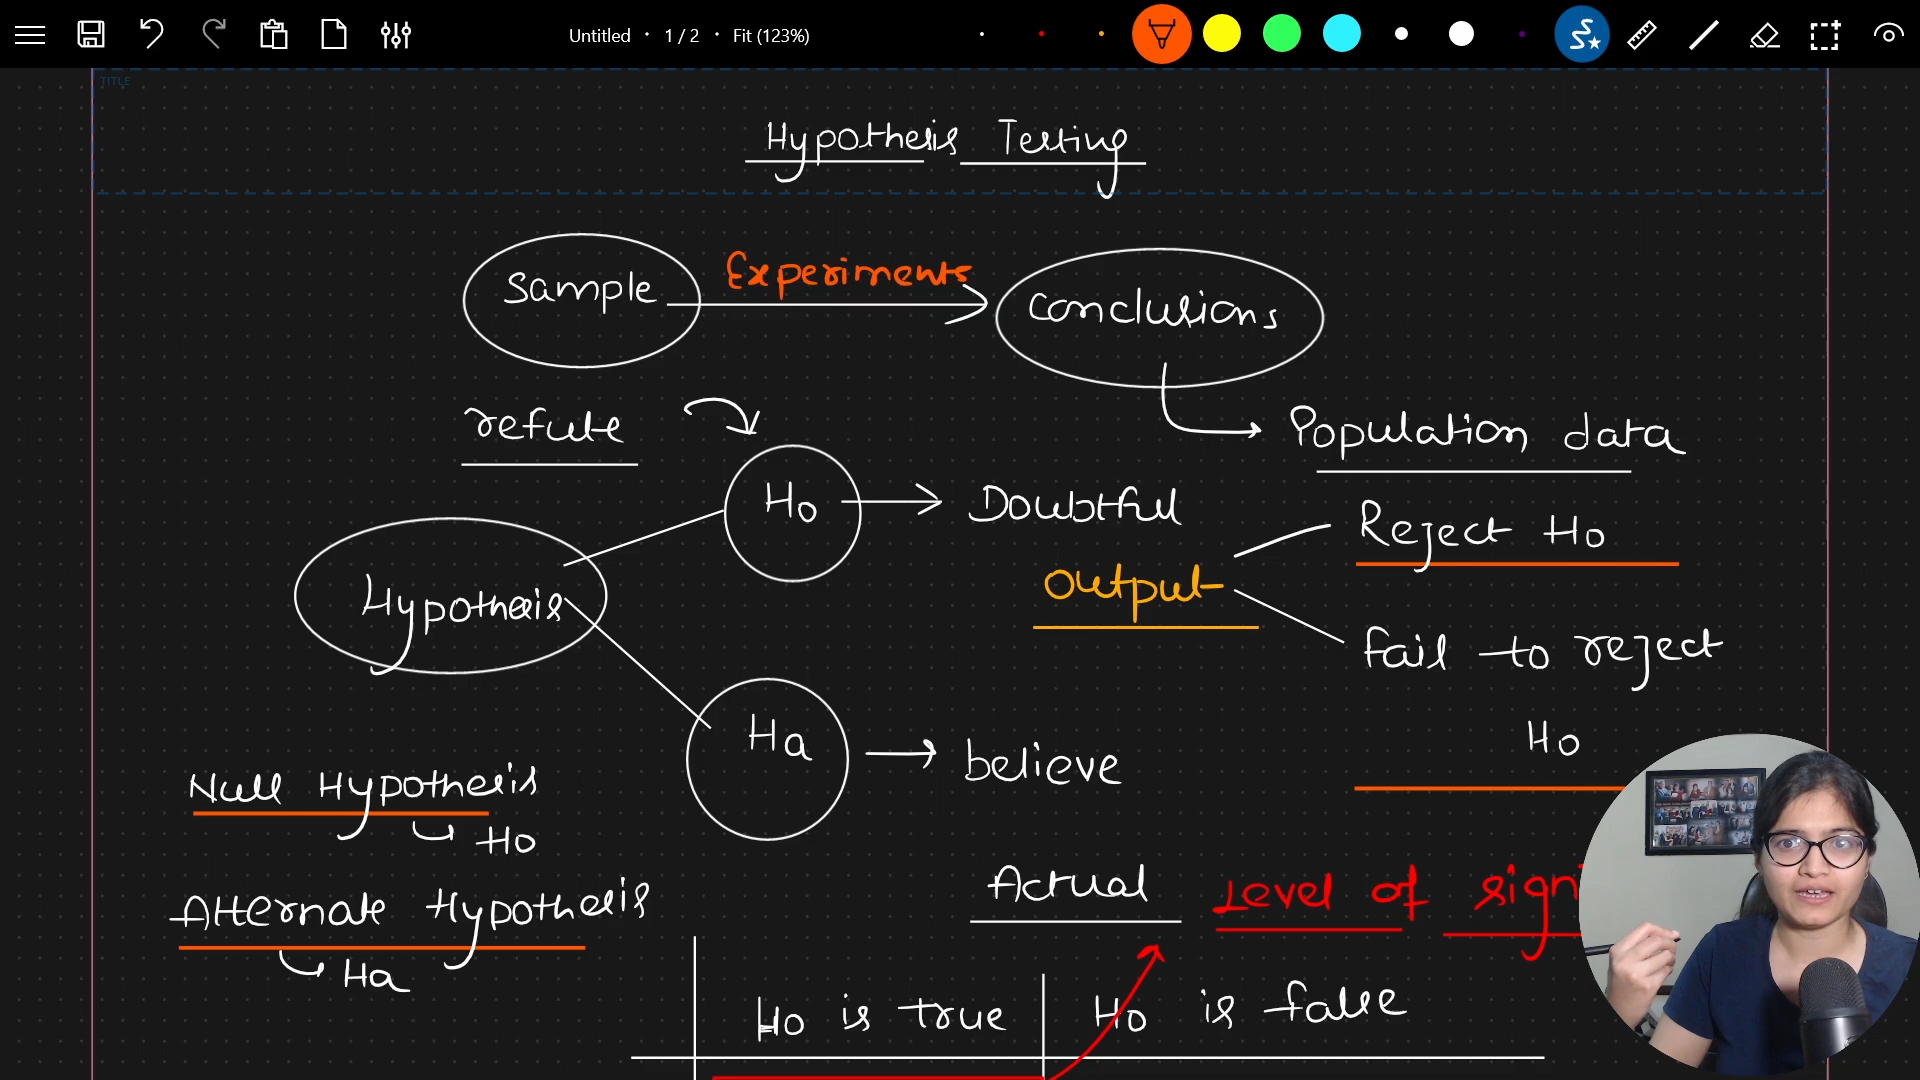 Untitled · 1 / 2 · Fit (123%)
TITLE
Hypothesis Testing
Sample
Experiments
Conclusions
refute
Population data
Ho
Doubtful
Reject Ho
Output
Hypothesis
fail to reject
Ho
Ha
believe
Null Hypothesis
Ho
Actual
Level of
Alternate Hypothesis
Ha
Ho is true
Ho is false